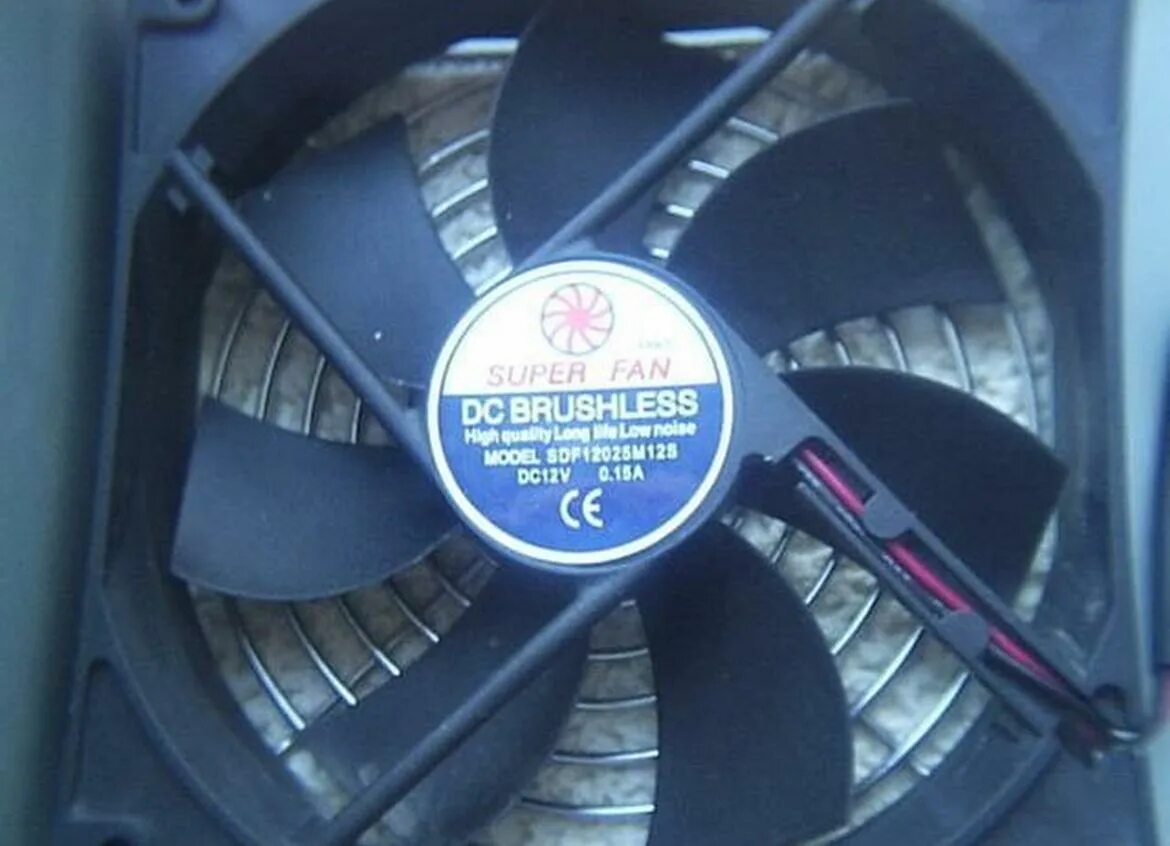 SUPER FAN
DC BRUSHLESS
High quality Long life Low noise
MODEL SDF12025M12S
DC12V 0.15A
CE